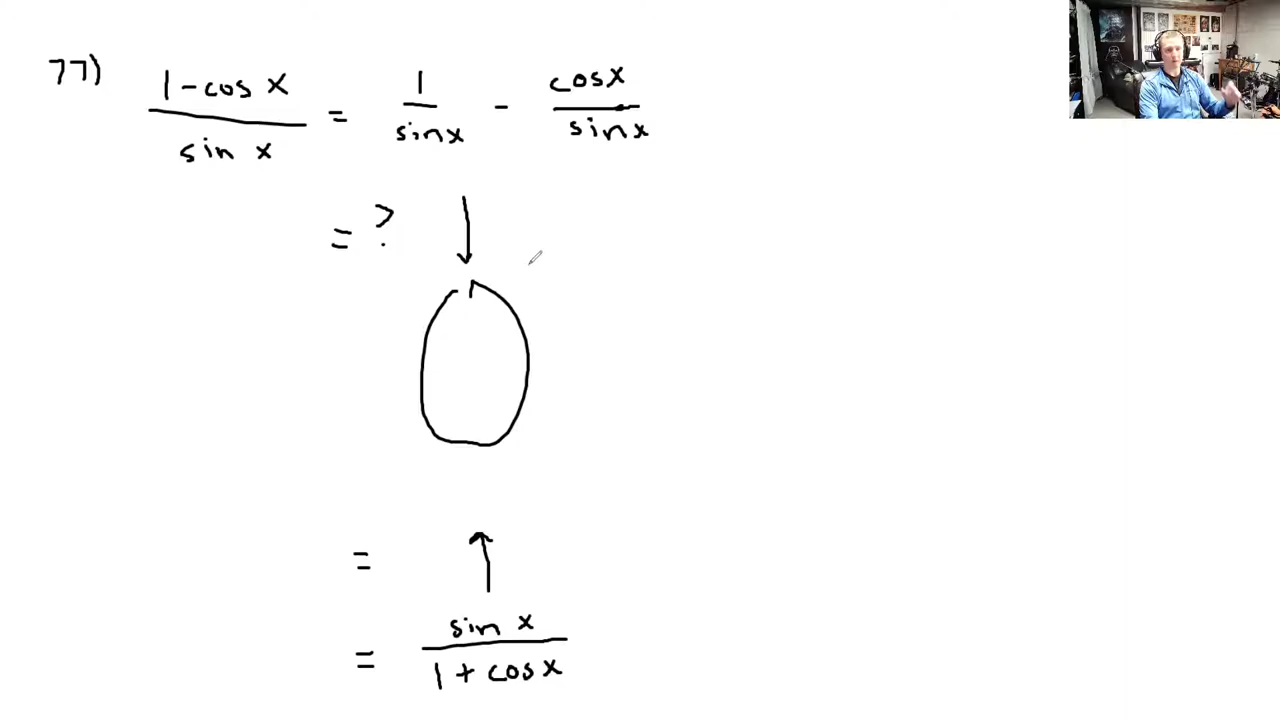 77) (1 - cos x)/(sin x) = 1/(sin x) - (cos x)/(sin x)
= ?
=
= (sin x)/(1 + cos x)